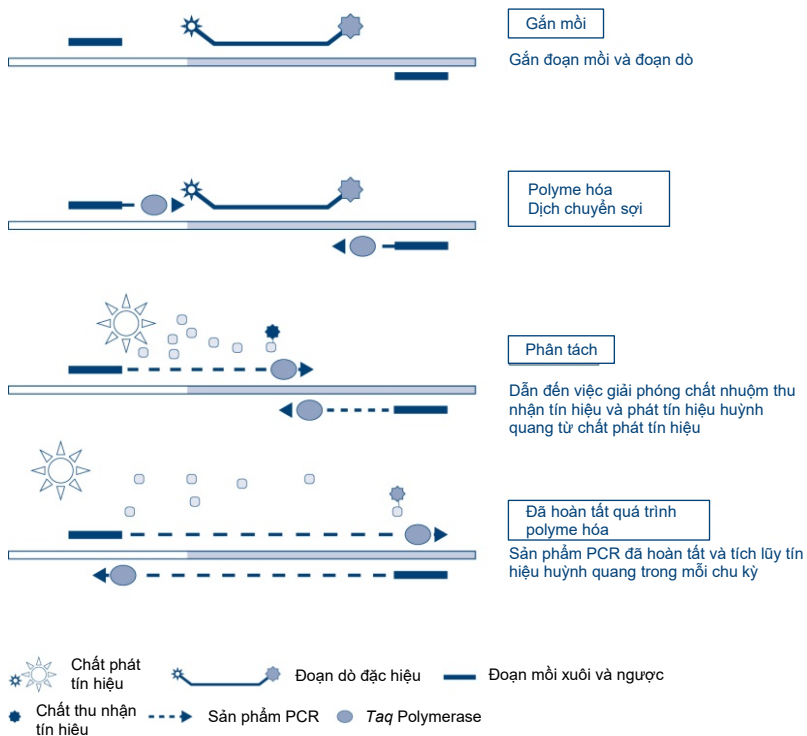 Gắn mồi
Gắn đoạn mồi và đoạn dò
Polyme hóa
Dịch chuyển sợi
Phân tách
Dẫn đến việc giải phóng chất nhuộm thu
nhận tín hiệu và phát tín hiệu huỳnh
quang từ chất phát tín hiệu
Đã hoàn tất quá trình
polyme hóa
Sản phẩm PCR đã hoàn tất và tích lũy tín
hiệu huỳnh quang trong mỗi chu kỳ
Chất phát
tín hiệu
Đoạn dò đặc hiệu
Đoạn mồi xuôi và ngược
Chất thu nhận
tín hiệu
Sản phẩm PCR
Taq Polymerase